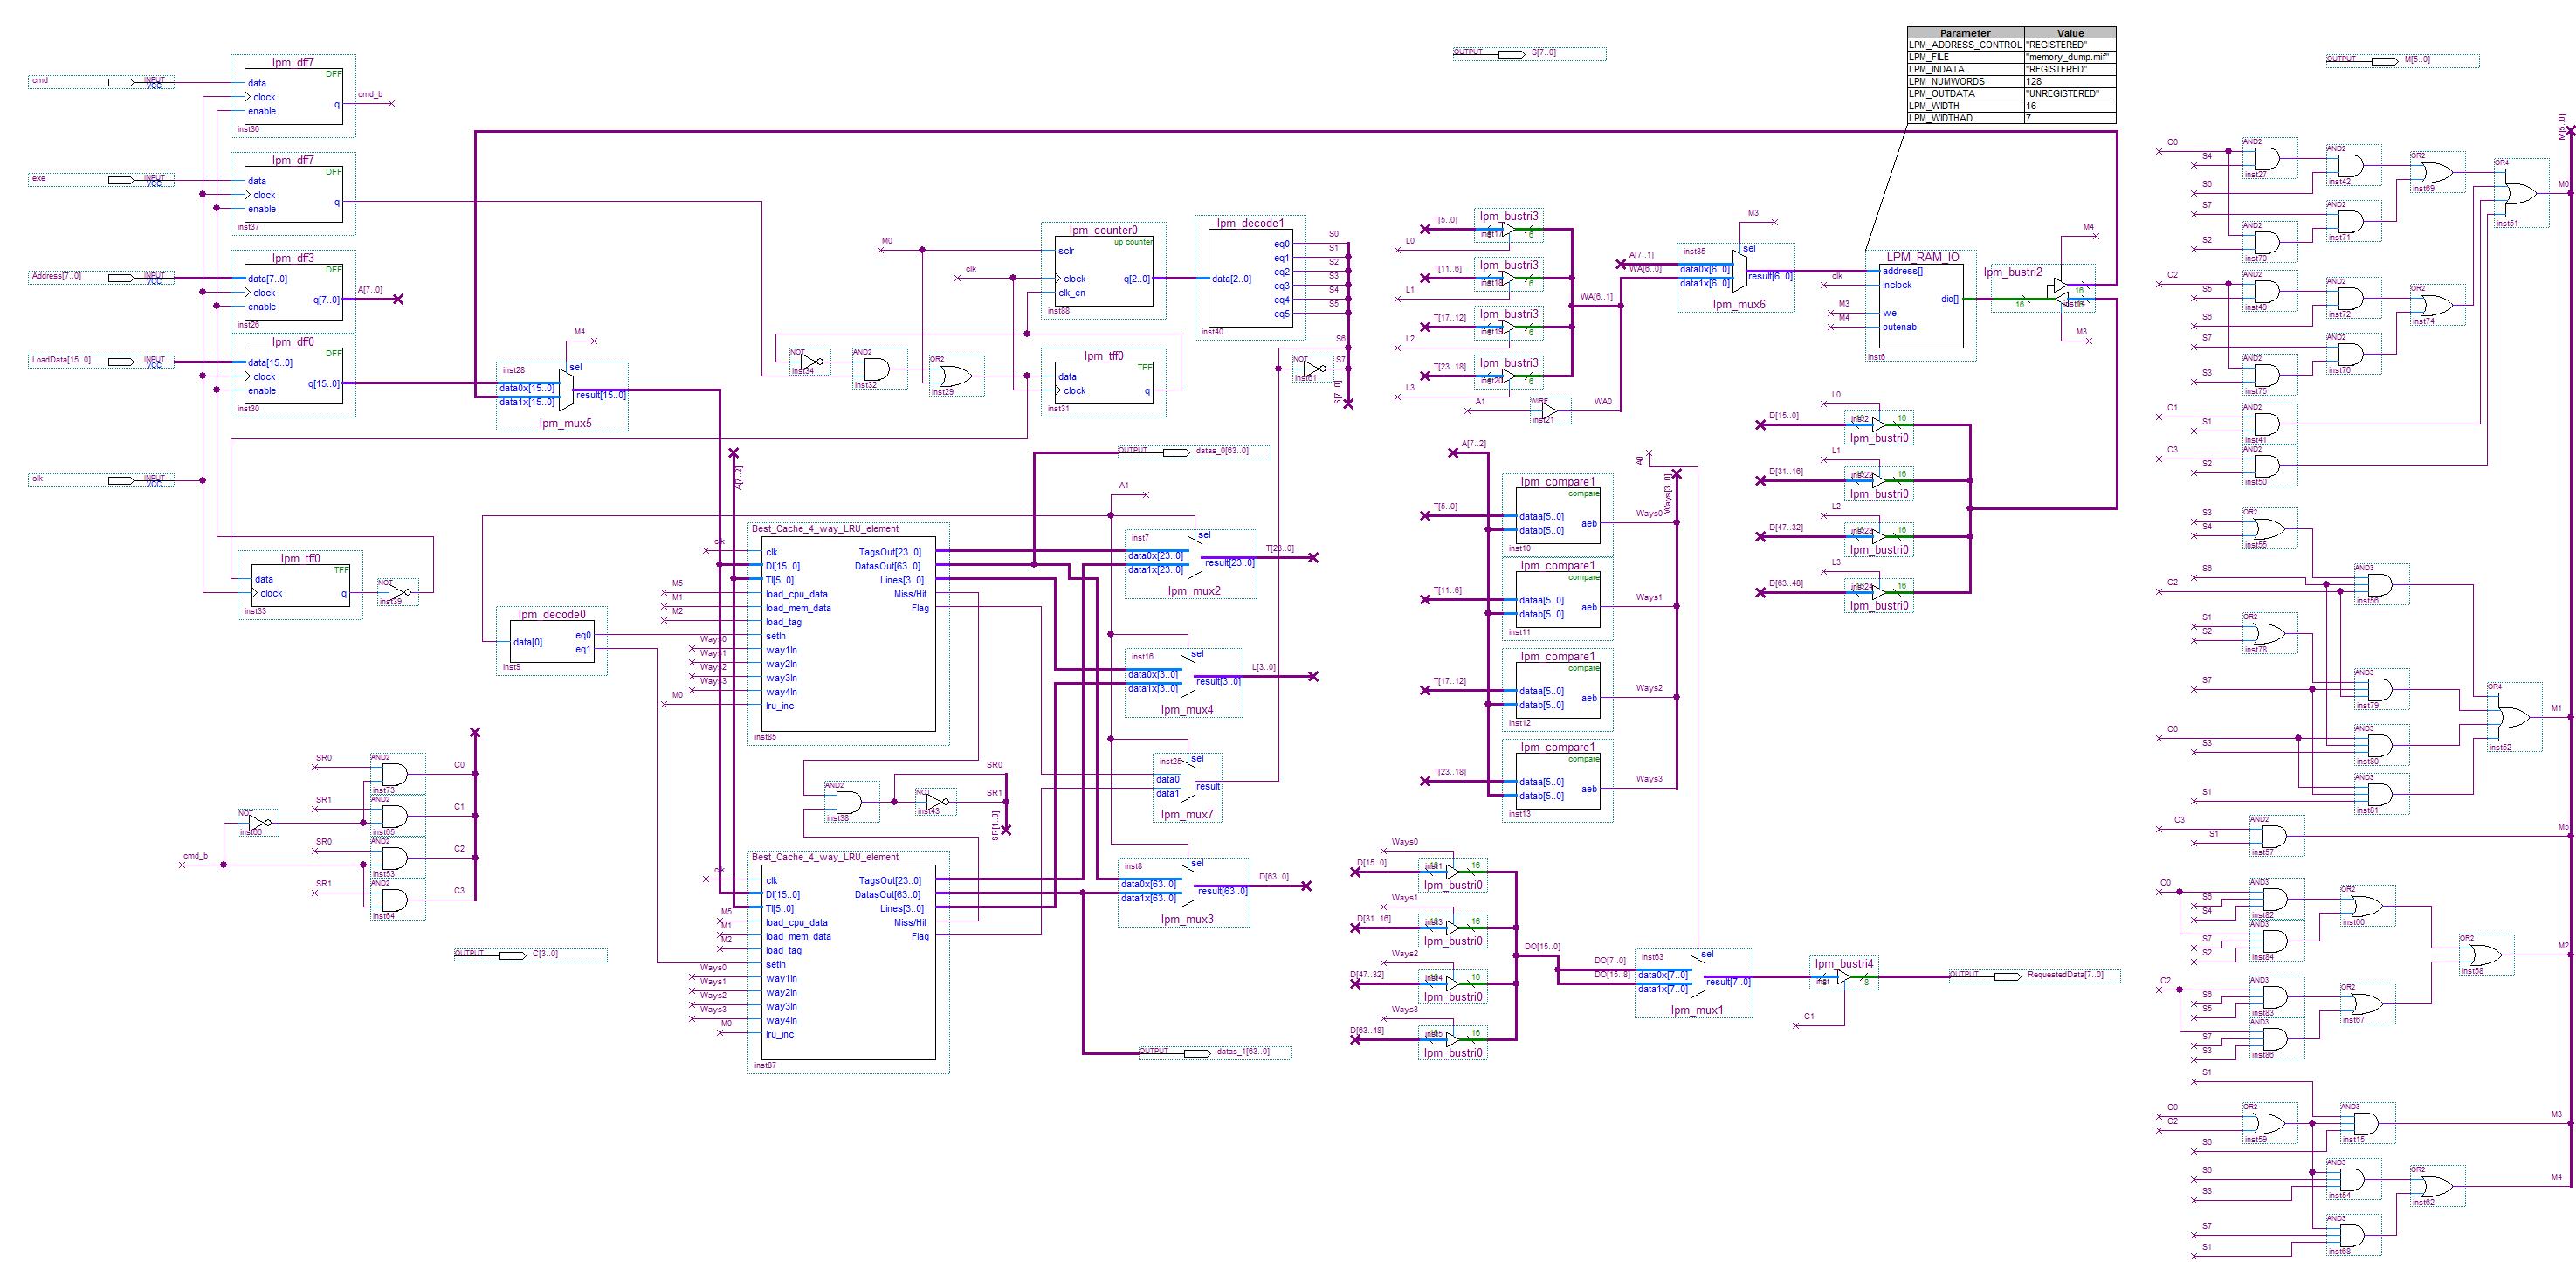 cmd
INPUT
VCC
lpm_dff7
DFF
data
clock
enable
q
inst36
cmd_b
exe
INPUT
VCC
lpm_dff7
DFF
data
clock
enable
q
inst37
Address[7..0]
INPUT
VCC
lpm_dff3
DFF
data[7..0]
clock
enable
q[7..0]
inst26
A[7..0]
LoadData[15..0]
INPUT
VCC
lpm_dff0
DFF
data[15..0]
clock
enable
q[15..0]
inst30
clk
INPUT
VCC
M4
inst28
sel
data0x[15..0]
data1x[15..0]
result[15..0]
lpm_mux5
lpm_tff0
TFF
data
clock
q
inst33
NOT
inst39
lpm_decode0
data[0]
eq0
eq1
inst9
M0
clk
lpm_counter0
up counter
sclr
clock
clk_en
q[2..0]
inst88
lpm_decode1
data[2..0]
eq0
eq1
eq2
eq3
eq4
eq5
inst40
S0
S1
S2
S3
S4
S5
S6
S7
S[7..0]
NOT
NOT
inst34
AND2
inst32
OR2
inst29
lpm_tff0
TFF
data
clock
q
inst31
A[7..2]
OUTPUT
datas_0[63..0]
A1
Best_Cache_4_way_LRU_element
clk
DI[15..0]
TI[5..0]
load_cpu_data
load_mem_data
load_tag
setIn
way1In
way2In
way3In
way4In
lru_inc
TagsOut[23..0]
DatasOut[63..0]
Lines[3..0]
Miss/Hit
Flag
inst85
clk
M5
M1
M2
M0
inst7
sel
data0x[23..0]
data1x[23..0]
result[23..0]
lpm_mux2
inst16
sel
data0x[3..0]
data1x[3..0]
result[3..0]
L[3..0]
lpm_mux4
sel
data0
data1
result
lpm_mux7
AND2
inst38
NOT
inst43
SR0
SR1
SR[1..0]
Best_Cache_4_way_LRU_element
clk
DI[15..0]
TI[5..0]
load_cpu_data
load_mem_data
load_tag
setIn
way1In
way2In
way3In
way4In
lru_inc
TagsOut[23..0]
DatasOut[63..0]
Lines[3..0]
Miss/Hit
Flag
inst87
M5
M1
M2
Ways0
Ways1
Ways2
Ways3
M0
inst8
sel
data0x[63..0]
data1x[63..0]
result[63..0]
D[63..0]
lpm_mux3
OUTPUT
datas_1[63..0]
cmd_b
NOT
SR0
AND2
inst73
C0
SR1
AND2
C1
SR0
AND2
inst53
C2
SR1
AND2
inst64
C3
OUTPUT
C[3..0]
OUTPUT
S[7..0]
T[5..0]
L0
lpm_bustri3
6
T[11..6]
L1
lpm_bustri3
6
T[17..12]
L2
lpm_bustri3
6
T[23..18]
L3
lpm_bustri3
6
WA[6..1]
A1
WIRE
inst21
WA0
A[7..1]
WA[6..0]
M3
inst35
sel
data0x[6..0]
data1x[6..0]
result[6..0]
lpm_mux6
Parameter Value
LPM_ADDRESS_CONTROL "REGISTERED"
LPM_FILE "memory_dump.mif"
LPM_INDATA "REGISTERED"
LPM_NUMWORDS 128
LPM_OUTDATA "UNREGISTERED"
LPM_WIDTH 16
LPM_WIDTHAD 7
LPM_RAM_IO
address[]
inclock
we
outenab
dio[]
inst6
clk
M3
M4
lpm_bustri2
M4
16
16
M3
A[7..2]
T[5..0]
lpm_compare1
compare
dataa[5..0]
datab[5..0]
aeb
inst10
Ways0
T[11..6]
lpm_compare1
compare
dataa[5..0]
datab[5..0]
aeb
inst11
Ways1
T[17..12]
lpm_compare1
compare
dataa[5..0]
datab[5..0]
aeb
inst12
Ways2
T[23..18]
lpm_compare1
compare
dataa[5..0]
datab[5..0]
aeb
inst13
Ways3
Ways[3..0]
A0
L0
D[15..0]
16
lpm_bustri0
L1
D[31..16]
16
lpm_bustri0
L2
D[47..32]
16
lpm_bustri0
L3
D[63..48]
16
lpm_bustri0
Ways0
D[15..0]
16
lpm_bustri0
Ways1
D[31..16]
16
lpm_bustri0
Ways2
D[47..32]
16
lpm_bustri0
Ways3
D[63..48]
16
lpm_bustri0
DO[15..0]
DO[7..0]
DO[15..8]
inst63
sel
data0x[7..0]
data1x[7..0]
result[7..0]
lpm_mux1
lpm_bustri4
inst
8
C1
OUTPUT
RequestedData[7..0]
OUTPUT
M[5..0]
M[5..0]
C0
S4
AND2
inst27
S6
AND2
inst42
S7
AND2
inst71
S2
AND2
inst70
OR2
inst69
OR4
inst51
M0
C2
S5
AND2
inst49
S6
AND2
inst72
S7
AND2
inst76
S3
AND2
inst75
OR2
inst74
C1
S1
AND2
inst41
C3
S2
AND2
inst50
S3
S4
OR2
S6
C2
AND3
S1
S2
OR2
inst78
S7
AND3
inst79
C0
S3
AND3
inst80
S1
AND3
inst81
OR4
inst52
M1
C3
S1
AND2
inst57
M5
C0
S6
S4
AND3
inst82
S7
S2
AND3
inst84
OR2
inst60
OR2
inst58
M2
C2
S6
S5
AND3
inst83
S7
S3
AND3
inst86
OR2
inst67
S1
C0
C2
OR2
inst59
S6
AND3
inst15
M3
S6
S3
AND3
inst54
OR2
inst62
M4
S7
S1
AND3
inst68